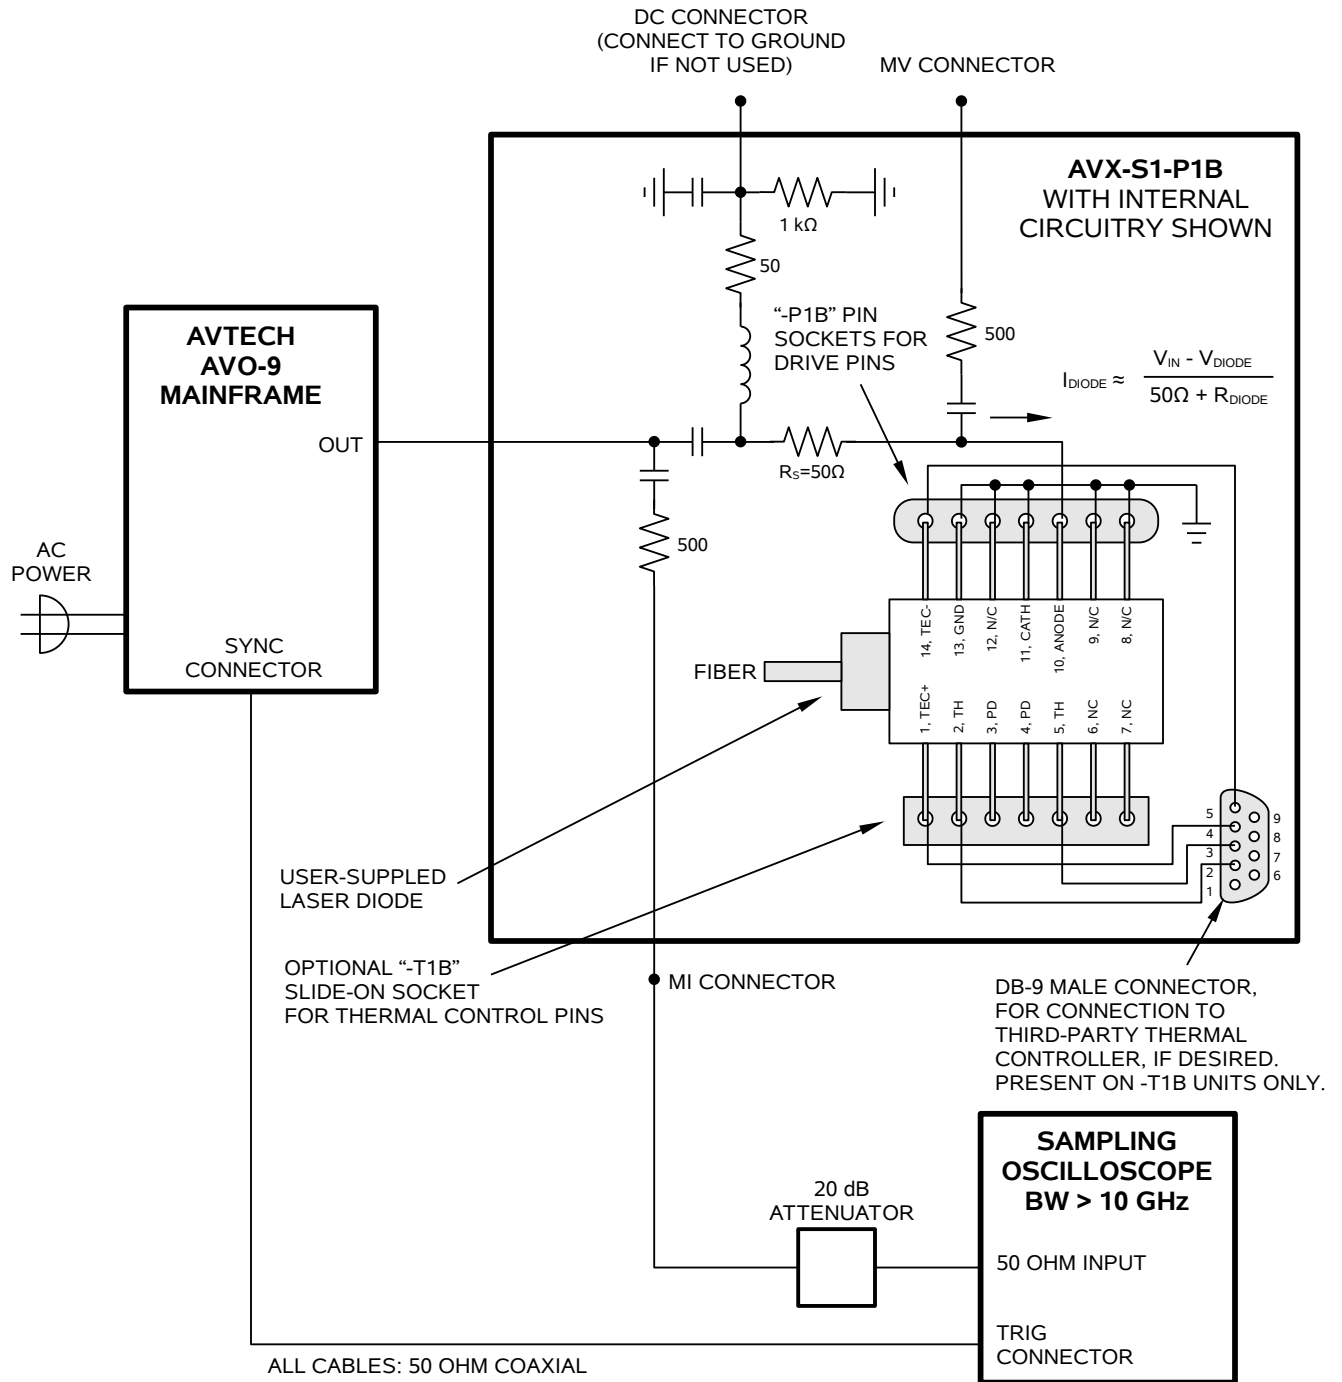 DC CONNECTOR
(CONNECT TO GROUND
IF NOT USED)
MV CONNECTOR
AVX-S1-P1B
WITH INTERNAL
CIRCUITRY SHOWN
1 kΩ
50
"-P1B" PIN
SOCKETS FOR
DRIVE PINS
500
I_DIODE ≈ V_IN - V_DIODE
50Ω + R_DIODE
AVTECH
AVO-9
MAINFRAME
OUT
R_S=50Ω
500
AC
POWER
SYNC
CONNECTOR
14, TEC-
13, GND
12, N/C
11, CATH
10, ANODE
9, N/C
8, N/C
FIBER
1, TEC+
2, TH
3, PD
4, PD
5, TH
6, NC
7, NC
5
4
3
2
1
9
8
7
6
USER-SUPPLED
LASER DIODE
OPTIONAL "-T1B"
SLIDE-ON SOCKET
FOR THERMAL CONTROL PINS
MI CONNECTOR
DB-9 MALE CONNECTOR,
FOR CONNECTION TO
THIRD-PARTY THERMAL
CONTROLLER, IF DESIRED.
PRESENT ON -T1B UNITS ONLY.
SAMPLING
OSCILLOSCOPE
BW > 10 GHz
20 dB
ATTENUATOR
50 OHM INPUT
TRIG
CONNECTOR
ALL CABLES: 50 OHM COAXIAL